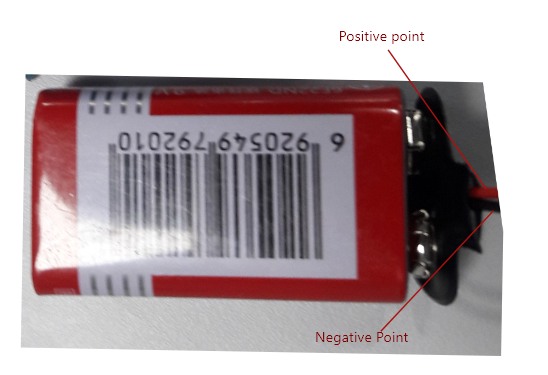 Positive point
6 920549 792010
Negative Point